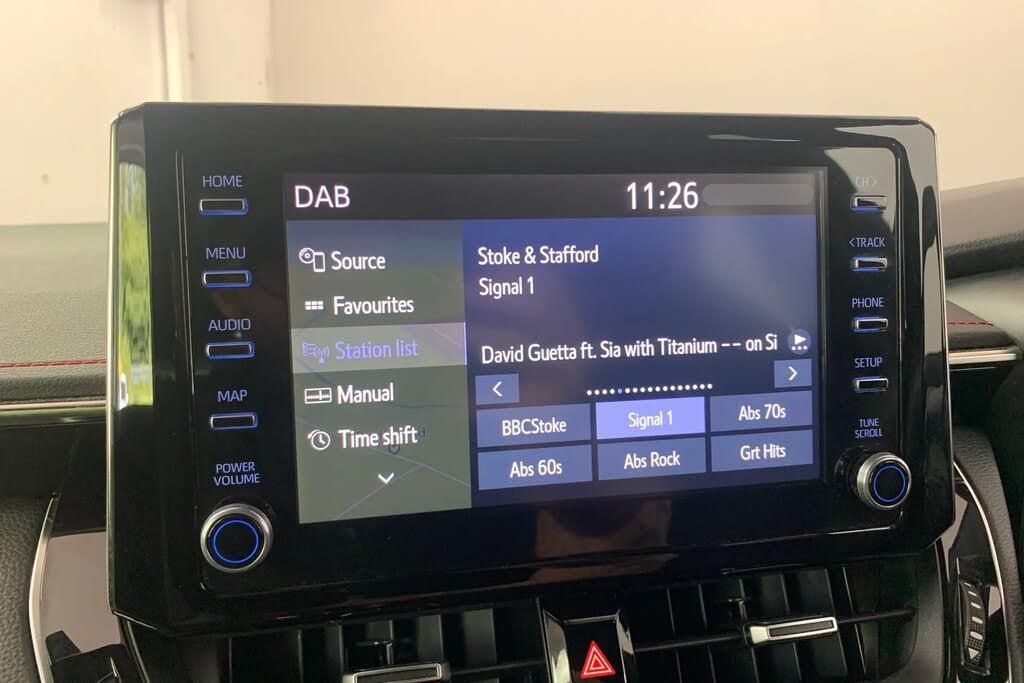 HOME
MENU
AUDIO
MAP
POWER
VOLUME
DAB
11:26
Source
Favourites
Station list
Manual
Time shift
Stoke & Stafford
Signal 1
David Guetta ft. Sia with Titanium -- on Si
BBCStoke
Signal 1
Abs 70s
Abs 60s
Abs Rock
Grt Hits
CH >
< TRACK
PHONE
SETUP
TUNE
SCROLL